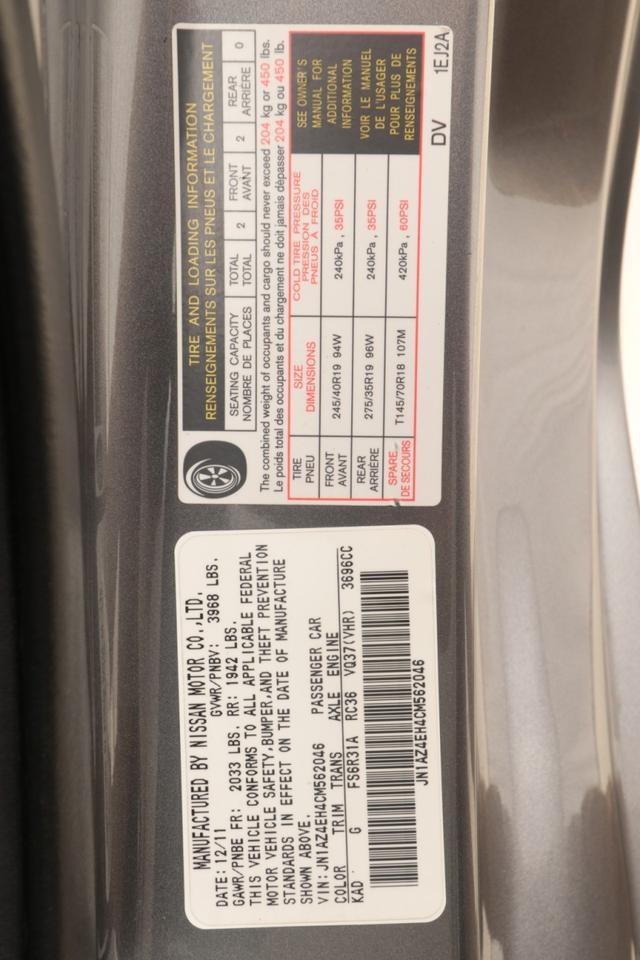 TIRE AND LOADING INFORMATION
RENSEIGNEMENTS SUR LES PNEUS ET LE CHARGEMENT
SEATING CAPACITY TOTAL 2 FRONT 2 REAR 0
NOMBRE DE PLACES TOTAL AVANT ARRIÈRE
The combined weight of occupants and cargo should never exceed 204 kg or 450 lbs.
Le poids total des occupants et du chargement ne doit jamais dépasser 204 kg ou 450 lb.
TIRE SIZE COLD TIRE PRESSURE
PNEU DIMENSIONS PRESSION DES PNEUS À FROID
FRONT 245/40R19 94W 240kPa , 35PSI
AVANT
REAR 275/35R19 96W 240kPa , 35PSI
ARRIÈRE
SPARE T145/70R18 107M 420kPa , 60PSI
DE SECOURS
SEE OWNER'S
MANUAL FOR
ADDITIONAL
INFORMATION
VOIR LE MANUEL
DE L'USAGER
POUR PLUS DE
RENSEIGNEMENTS
DV 1EJ2A
MANUFACTURED BY NISSAN MOTOR CO.,LTD.
DATE: 12/11 GVWR/PNBV: 3968 LBS.
GAWR/PNBE FR: 2033 LBS. RR: 1942 LBS.
THIS VEHICLE CONFORMS TO ALL APPLICABLE FEDERAL
MOTOR VEHICLE SAFETY,BUMPER,AND THEFT PREVENTION
STANDARDS IN EFFECT ON THE DATE OF MANUFACTURE
SHOWN ABOVE.
VIN: JN1AZ4EH4CM562046 PASSENGER CAR
COLOR TRIM TRANS AXLE ENGINE
KAD G FS6R31A RC36 VQ37(VHR) 3696CC
JN1AZ4EH4CM562046